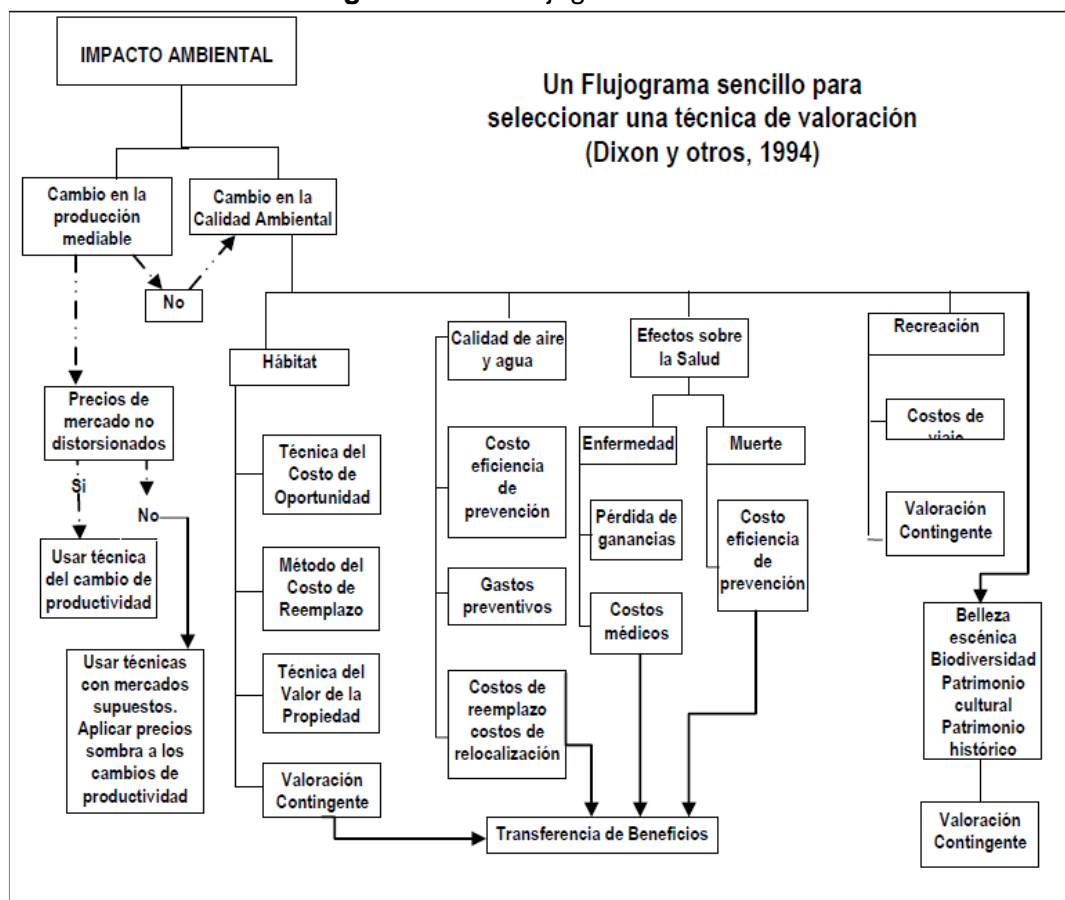 IMPACTO AMBIENTAL
Un Flujograma sencillo para
seleccionar una técnica de valoración
(Dixon y otros, 1994)
Cambio en la
producción
mediable
Cambio en la
Calidad Ambiental
No
Hábitat
Calidad de aire
y agua
Efectos sobre
la Salud
Recreación
Precios de
mercado no
distorsionados
Si
No
Usar técnica
del cambio de
productividad
Usar técnicas
con mercados
supuestos.
Aplicar precios
sombra a los
cambios de
productividad
Técnica del
Costo de
Oportunidad
Método del
Costo de
Reemplazo
Técnica del
Valor de la
Propiedad
Valoración
Contingente
Costo
eficiencia
de
prevención
Gastos
preventivos
Costos de
reemplazo
costos de
relocalización
Enfermedad
Muerte
Pérdida de
ganancias
Costos
médicos
Costo
eficiencia
de
prevención
Costos de
viaje
Valoración
Contingente
Belleza
escénica
Biodiversidad
Patrimonio
cultural
Patrimonio
histórico
Valoración
Contingente
Transferencia de Beneficios